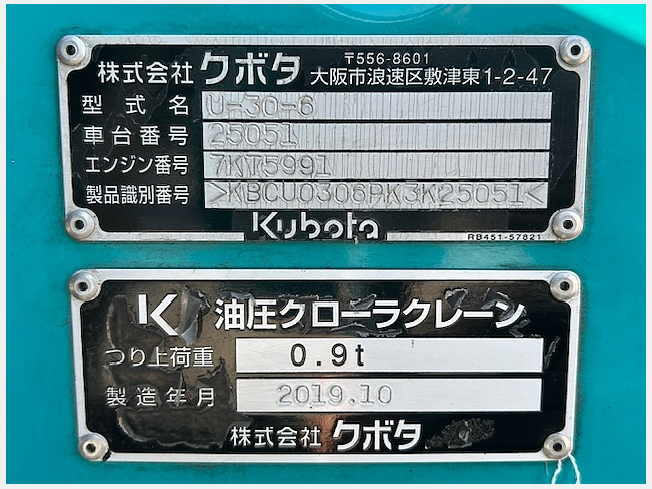 株式会社クボタ 〒556-8601
大阪市浪速区敷津東1-2-47
型式名 U-30-6
車台番号 25051
エンジン番号 7KT5991
製品識別番号 >KBCU0306PK3K25051<
Kubota
RB451-57821
油圧クローラクレーン
つり上荷重 0.9t
製造年月 2019.10
株式会社 クボタ